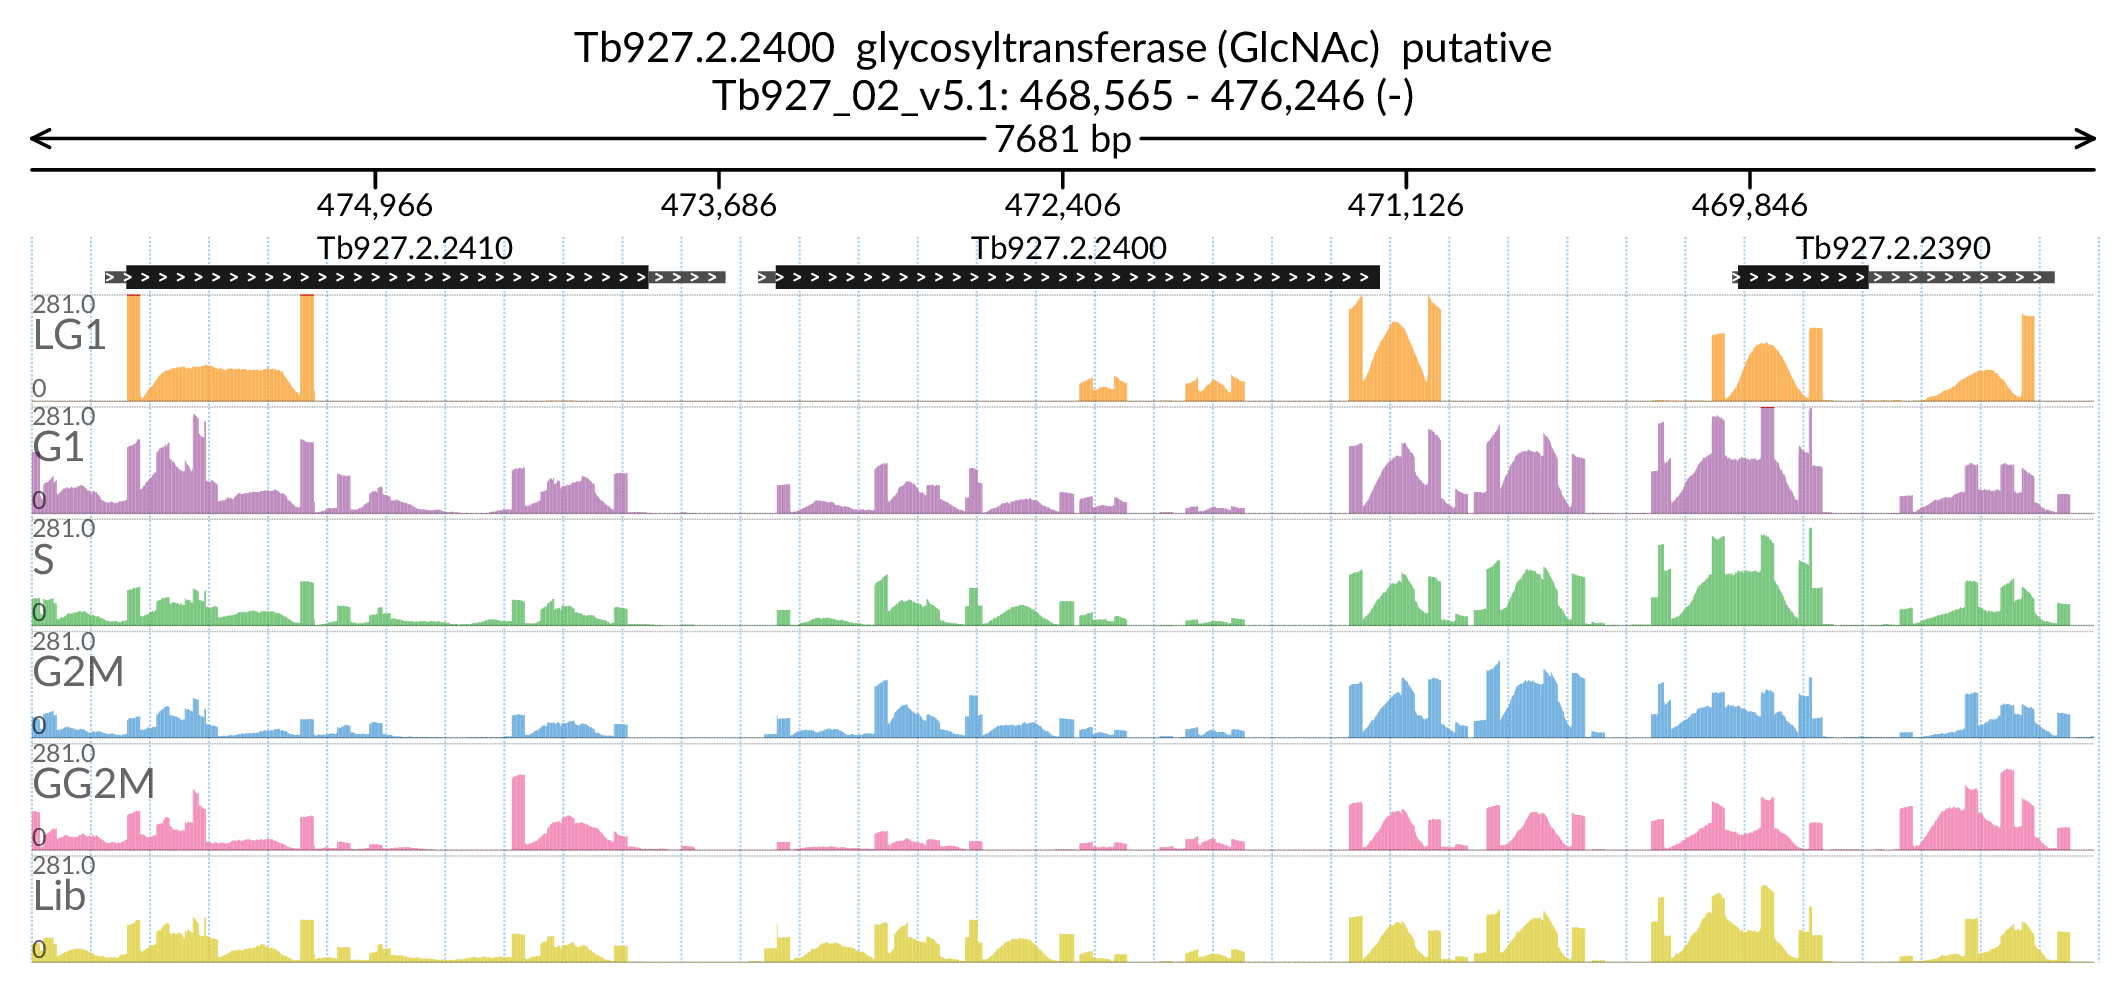 Tb927.2.2400 glycosyltransferase (GlcNAc) putative
Tb927_02_v5.1: 468,565 - 476,246 (-)
7681 bp
474,966 473,686 472,406 471,126 469,846
Tb927.2.2410 Tb927.2.2400 Tb927.2.2390
281.0
LG1
0
281.0
G1
0
281.0
S
0
281.0
G2M
0
281.0
GG2M
0
281.0
Lib
0